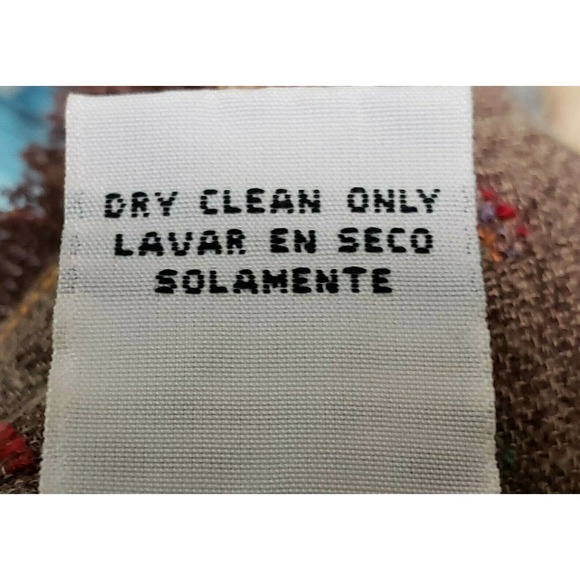 DRY CLEAN ONLY
LAVAR EN SECO
SOLAMENTE